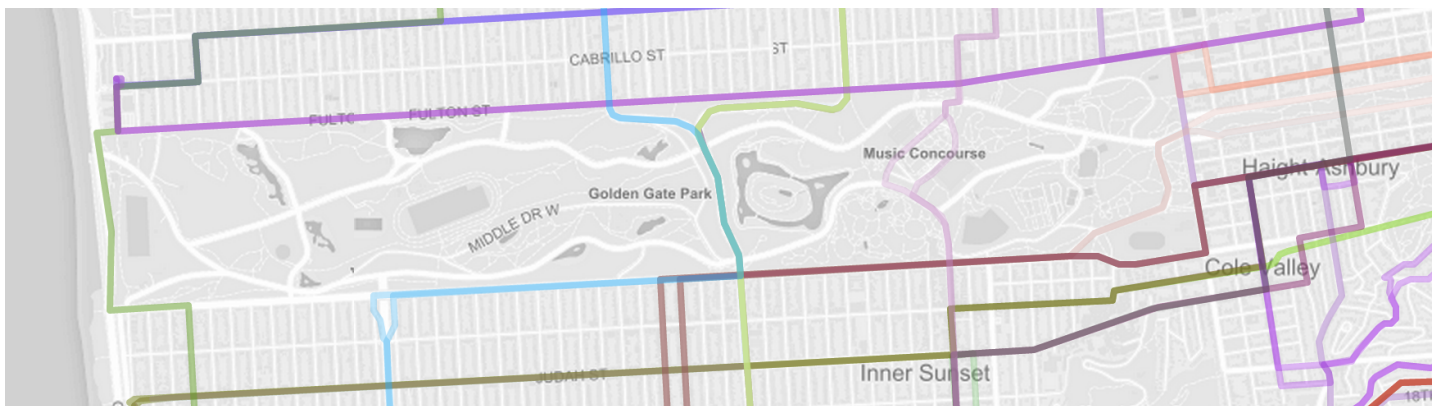 CABRILLO ST
ST
FULTC
FULTON ST
Music Concourse
Haight-Ashbury
Golden Gate Park
MIDDLE DR W
Cole Valley
Inner Sunset
JUDAH ST